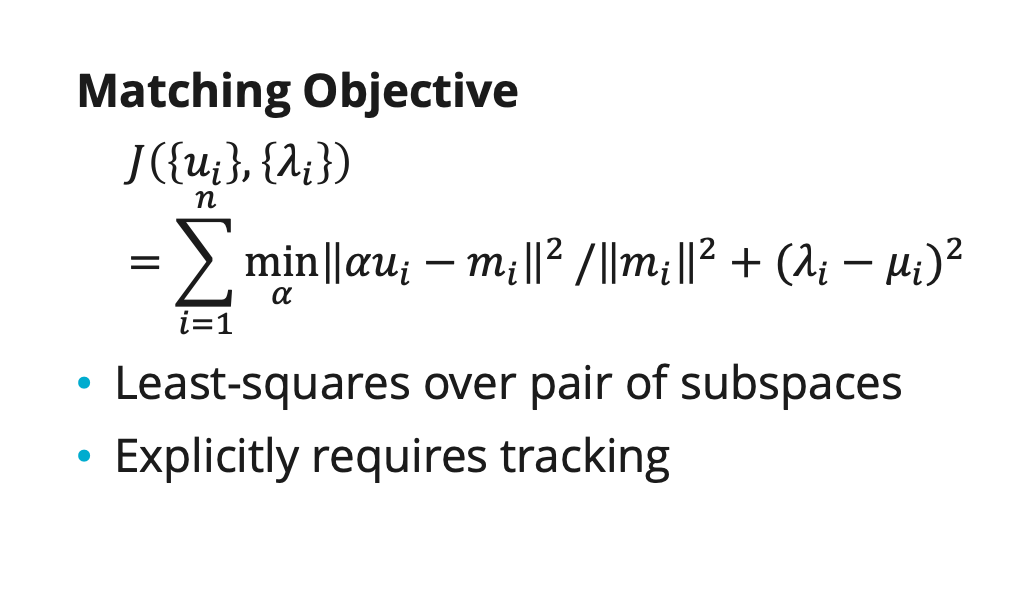 Matching Objective
J({u_i}, {λ_i})
= ∑_{i=1}^{n} min_α ‖αu_i − m_i‖² /‖m_i‖² + (λ_i − μ_i)²
• Least-squares over pair of subspaces
• Explicitly requires tracking